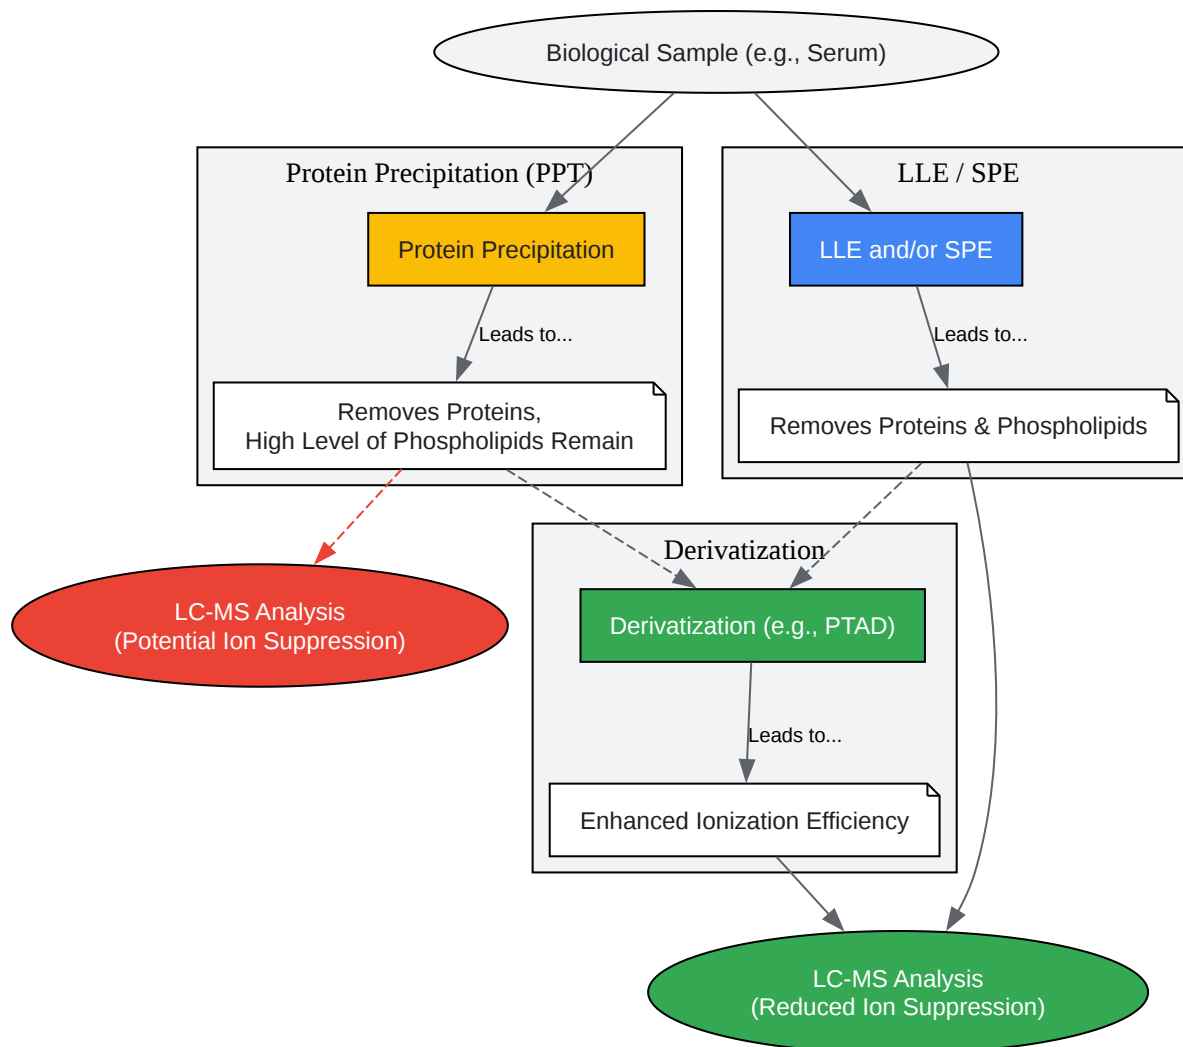 Biological Sample (e.g., Serum)
Protein Precipitation (PPT)
LLE / SPE
Protein Precipitation
LLE and/or SPE
Leads to...
Leads to...
Removes Proteins,
High Level of Phospholipids Remain
Removes Proteins & Phospholipids
Derivatization
LC-MS Analysis
(Potential Ion Suppression)
Derivatization (e.g., PTAD)
Leads to...
Enhanced Ionization Efficiency
LC-MS Analysis
(Reduced Ion Suppression)